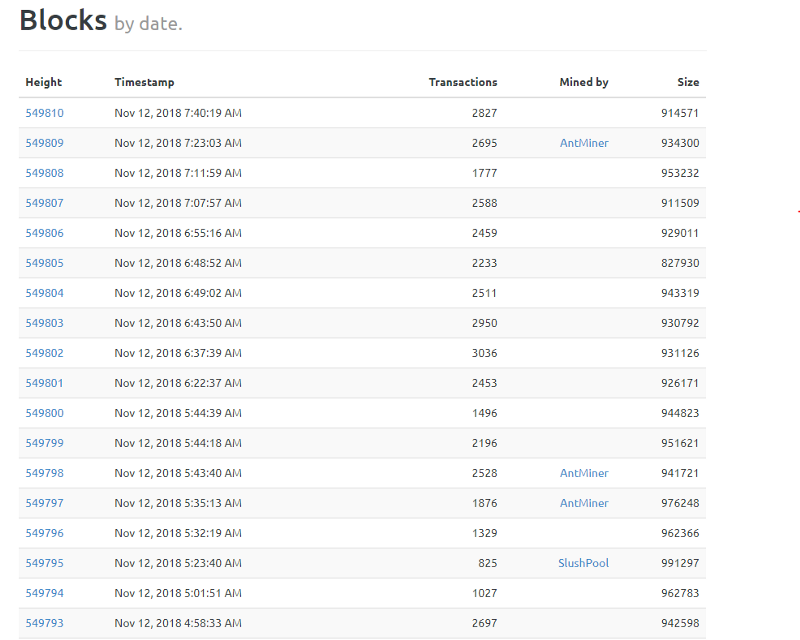 Blocks by date.
Height Timestamp Transactions Mined by Size
549810 Nov 12, 2018 7:40:19 AM 2827 914571
549809 Nov 12, 2018 7:23:03 AM 2695 AntMiner 934300
549808 Nov 12, 2018 7:11:59 AM 1777 953232
549807 Nov 12, 2018 7:07:57 AM 2588 911509
549806 Nov 12, 2018 6:55:16 AM 2459 929011
549805 Nov 12, 2018 6:48:52 AM 2233 827930
549804 Nov 12, 2018 6:49:02 AM 2511 943319
549803 Nov 12, 2018 6:43:50 AM 2950 930792
549802 Nov 12, 2018 6:37:39 AM 3036 931126
549801 Nov 12, 2018 6:22:37 AM 2453 926171
549800 Nov 12, 2018 5:44:39 AM 1496 944823
549799 Nov 12, 2018 5:44:18 AM 2196 951621
549798 Nov 12, 2018 5:43:40 AM 2528 AntMiner 941721
549797 Nov 12, 2018 5:35:13 AM 1876 AntMiner 976248
549796 Nov 12, 2018 5:32:19 AM 1329 962366
549795 Nov 12, 2018 5:23:40 AM 825 SlushPool 991297
549794 Nov 12, 2018 5:01:51 AM 1027 962783
549793 Nov 12, 2018 4:58:33 AM 2697 942598